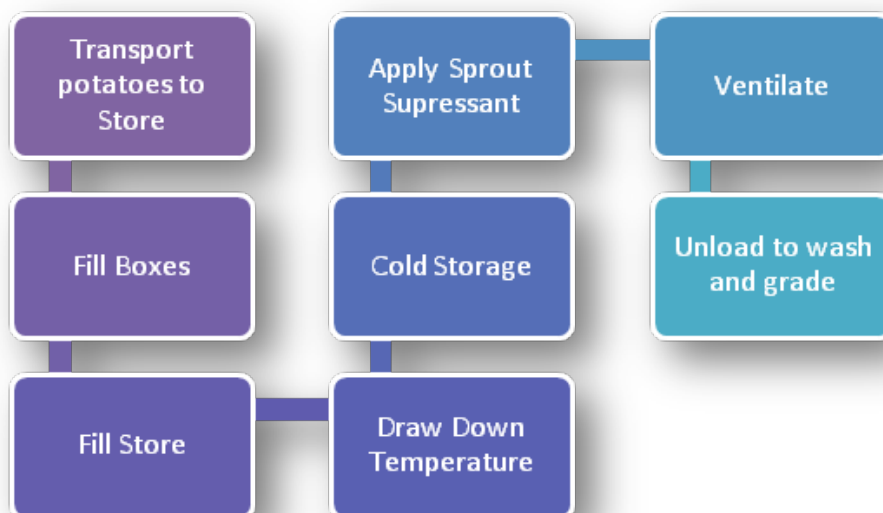 Transport
potatoes to
Store
Fill Boxes
Fill Store
Draw Down
Temperature
Cold Storage
Apply Sprout
Supressant
Ventilate
Unload to wash
and grade